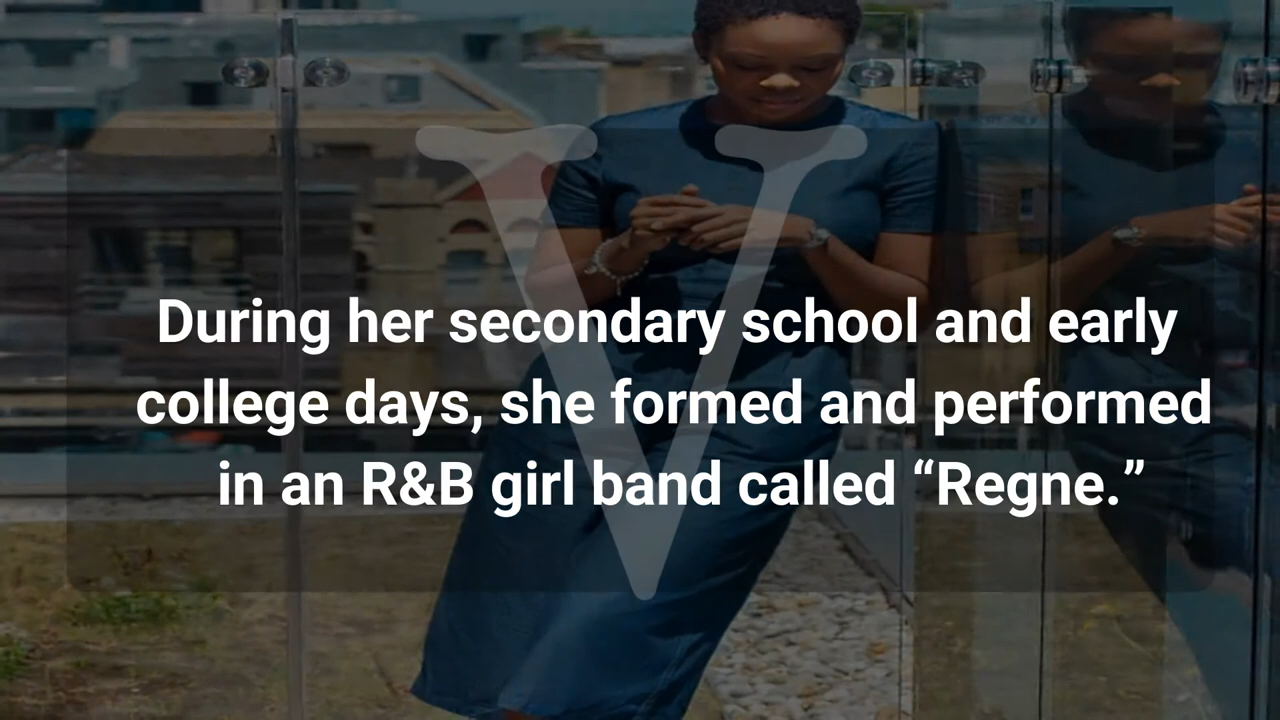 V
During her secondary school and early
college days, she formed and performed
in an R&B girl band called “Regne.”